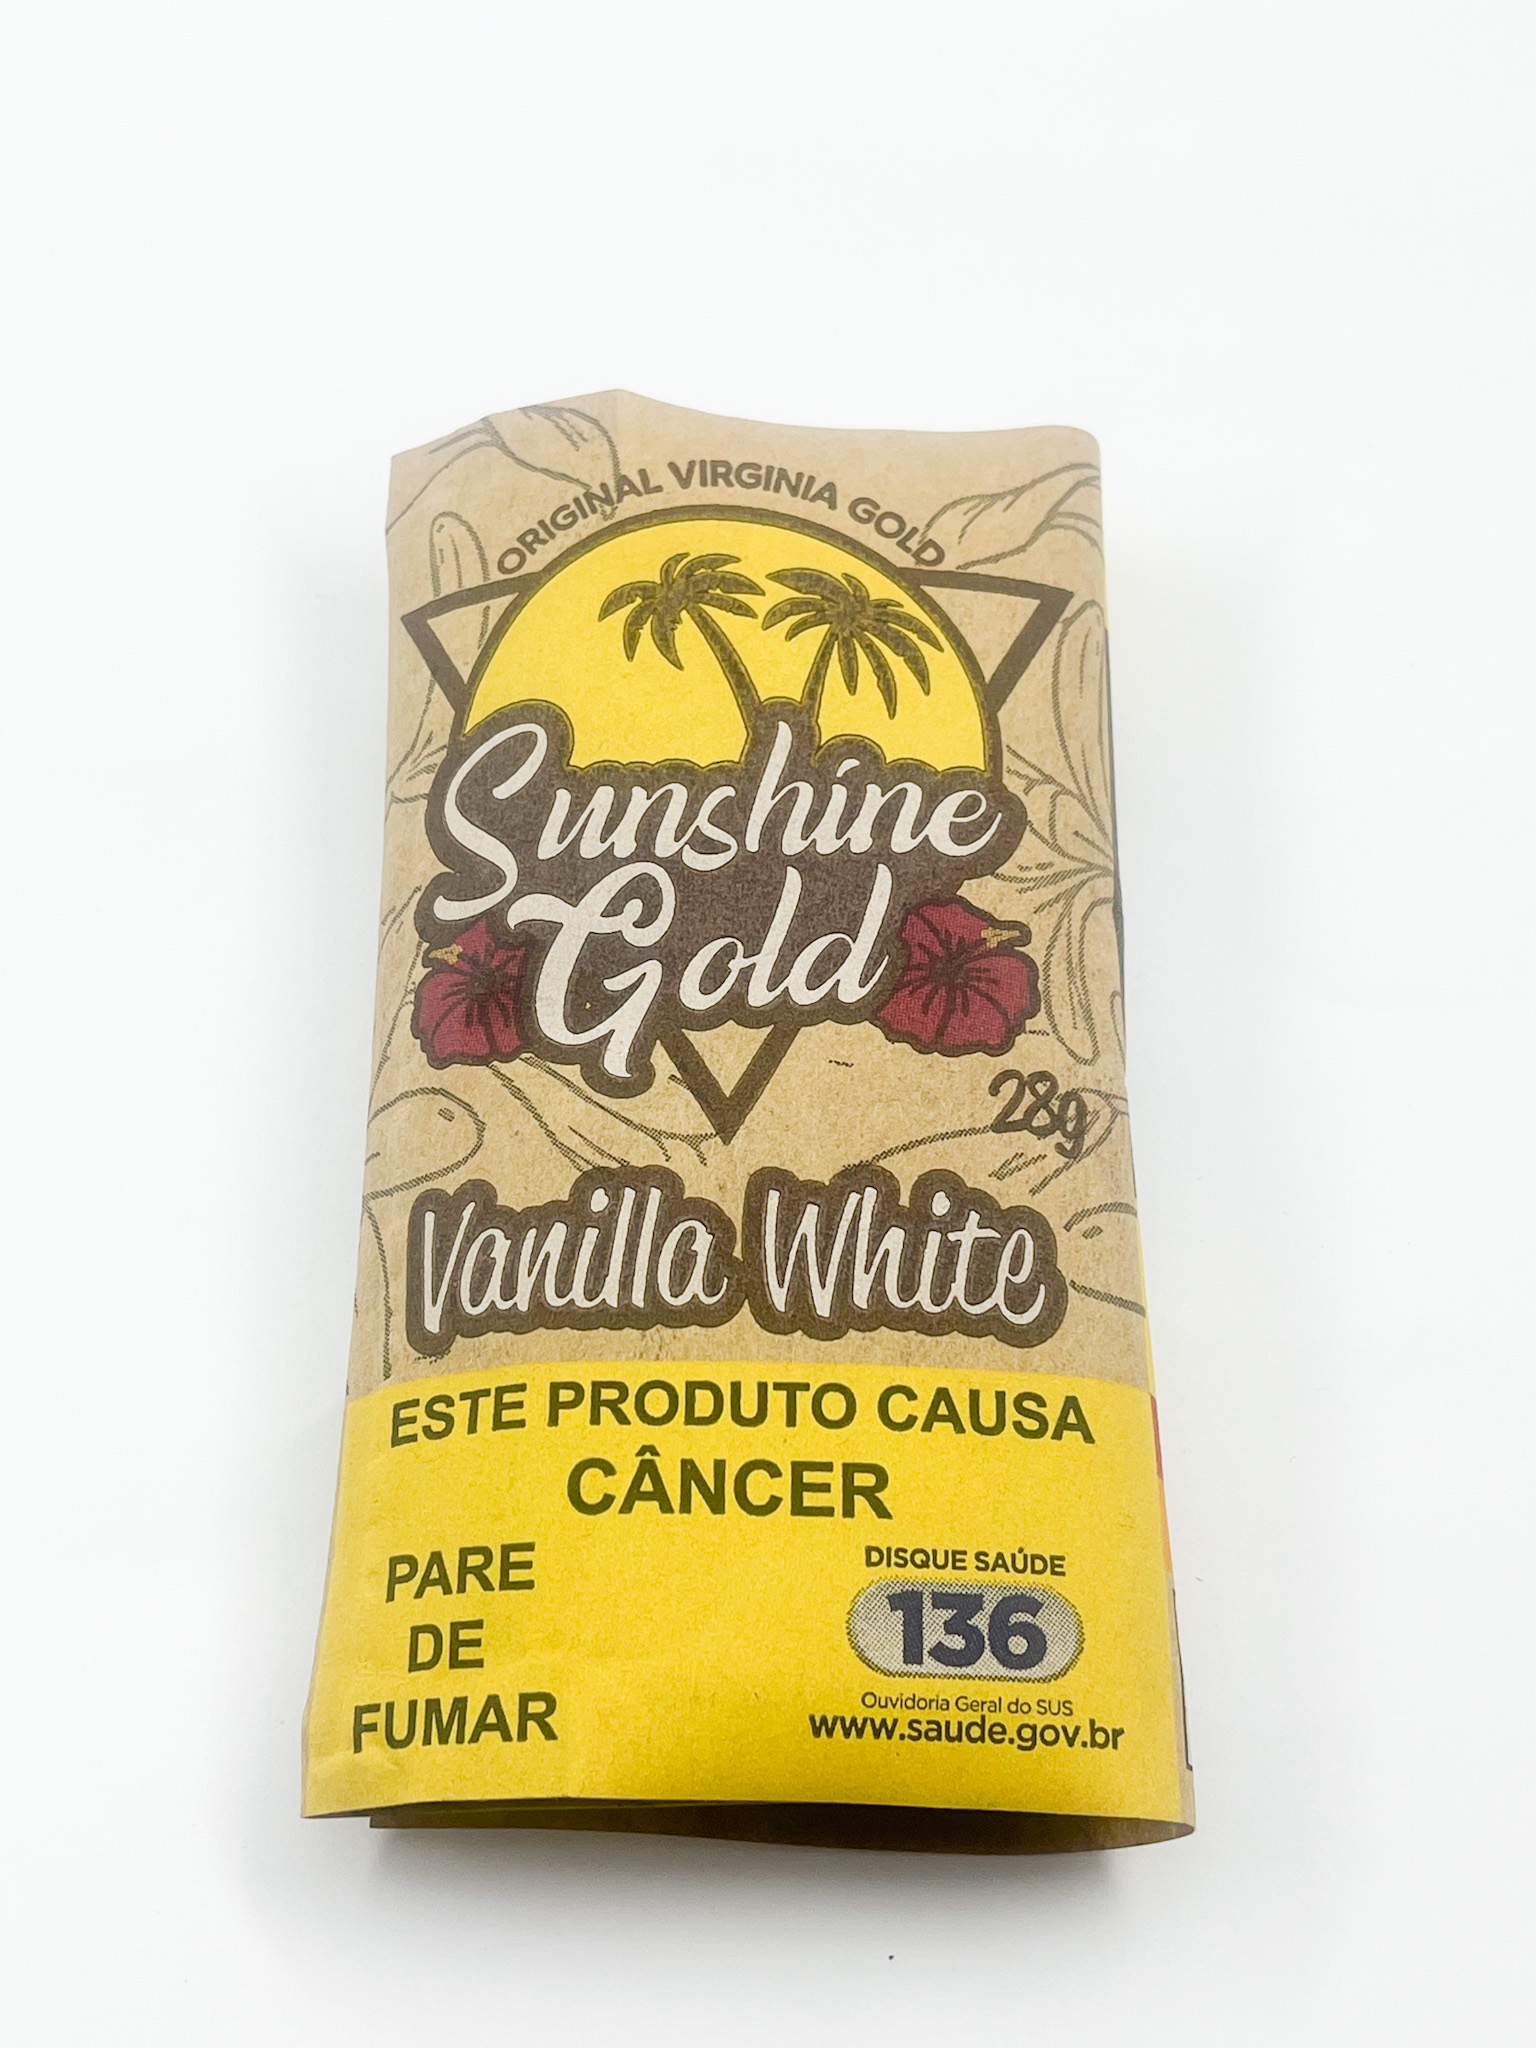 ORIGINAL VIRGINIA GOLD
Sunshine
Gold
28g
Vanilla White
ESTE PRODUTO CAUSA
CÂNCER
PARE
DE
FUMAR
DISQUE SAÚDE
136
Ouvidoria Geral do SUS
www.saude.gov.br